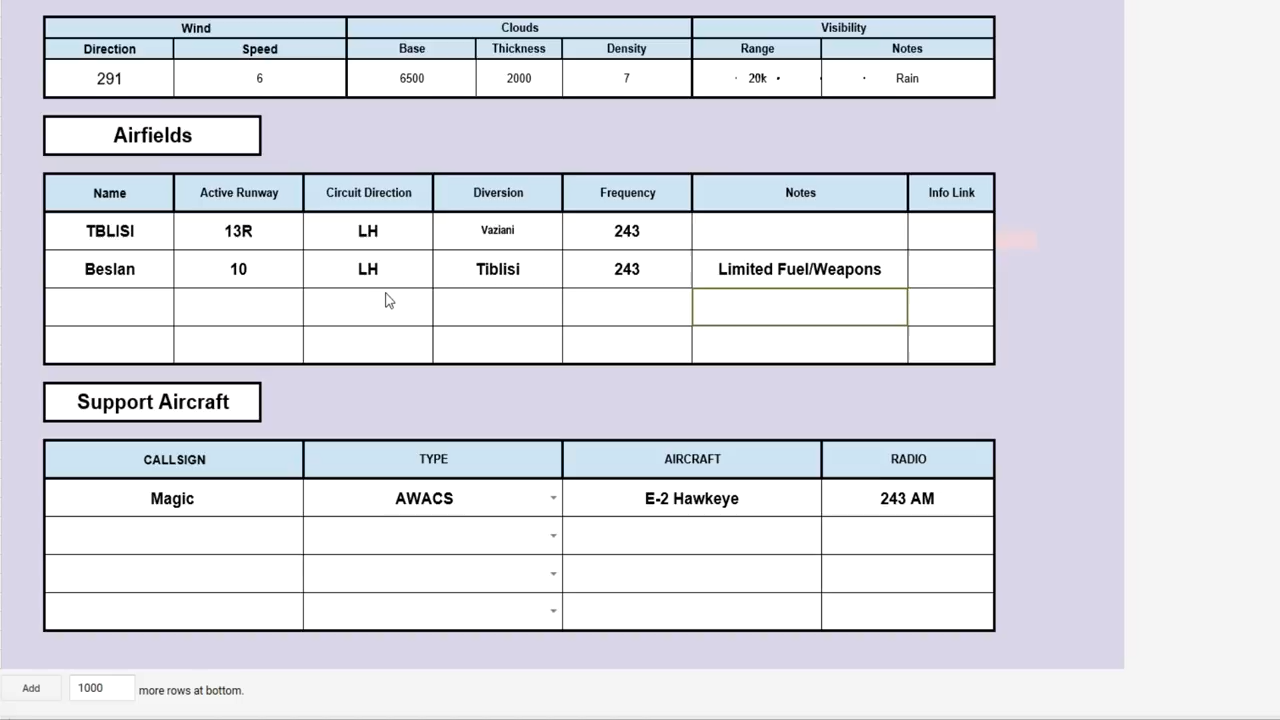 Wind Clouds Visibility
Direction Speed Base Thickness Density Range Notes
291 6 6500 2000 7 20k Rain
Airfields
Name Active Runway Circuit Direction Diversion Frequency Notes Info Link
TBLISI 13R LH Vaziani 243
Beslan 10 LH Tiblisi 243 Limited Fuel/Weapons
Support Aircraft
CALLSIGN TYPE AIRCRAFT RADIO
Magic AWACS E-2 Hawkeye 243 AM
Add 1000 more rows at bottom.